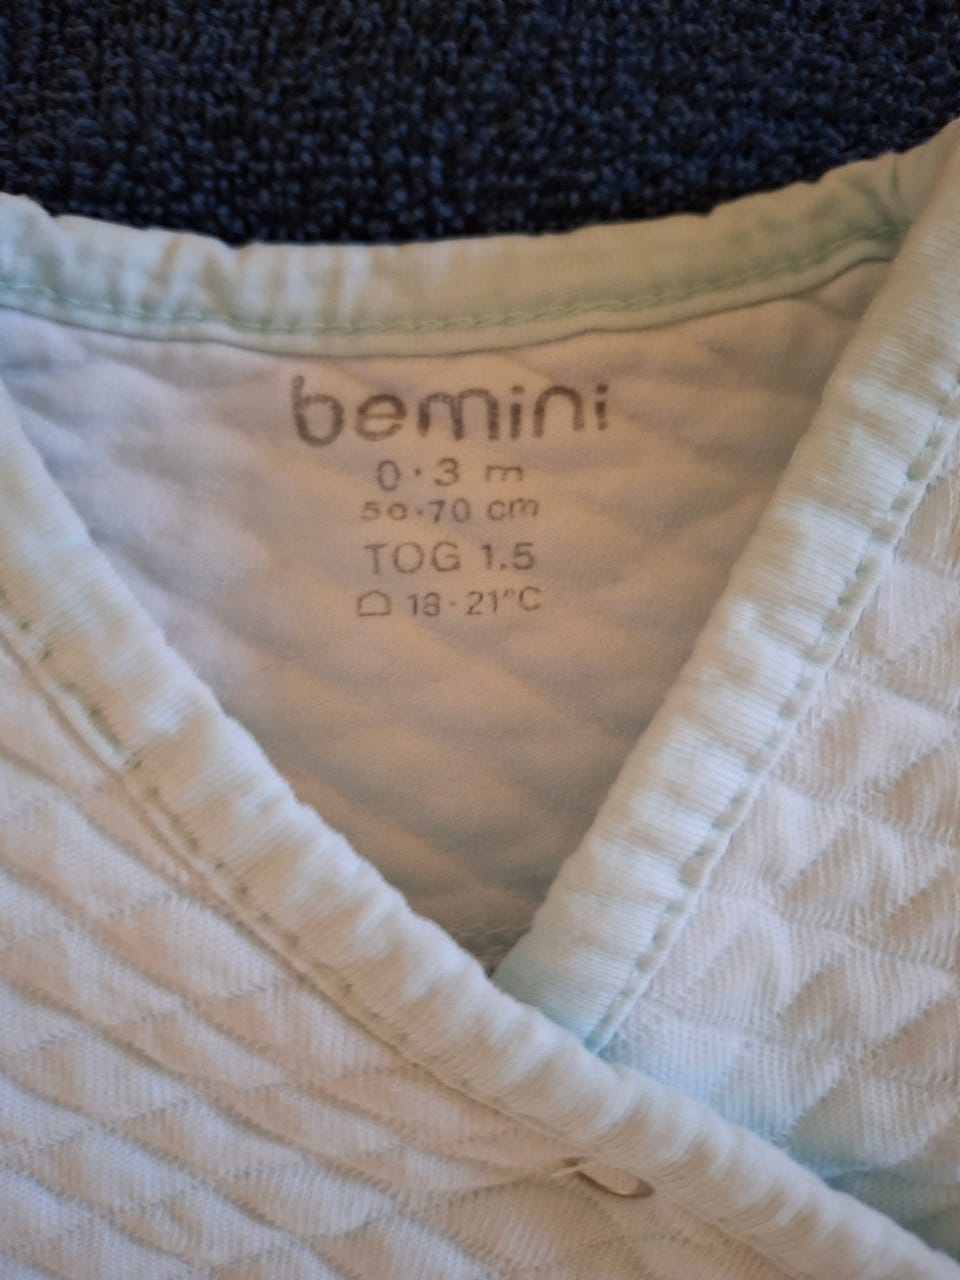 bemini
0-3 m
50-70 cm
TOG 1.5
18-21°C